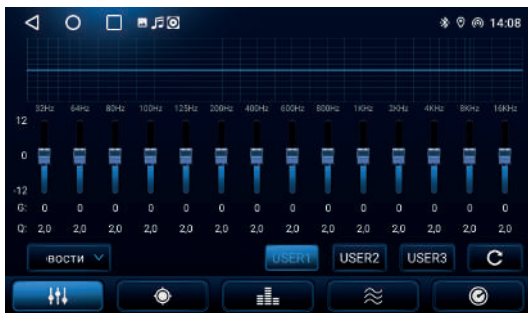 14:08
32Hz 64Hz 80Hz 100Hz 125Hz 200Hz 400Hz 600Hz 800Hz 1KHz 2KHz 4KHz 8KHz 16KHz
12
0
-12
G: 0 0 0 0 0 0 0 0 0 0 0 0 0 0
Q: 2,0 2,0 2,0 2,0 2,0 2,0 2,0 2,0 2,0 2,0 2,0 2,0 2,0 2,0
вости USER1 USER2 USER3